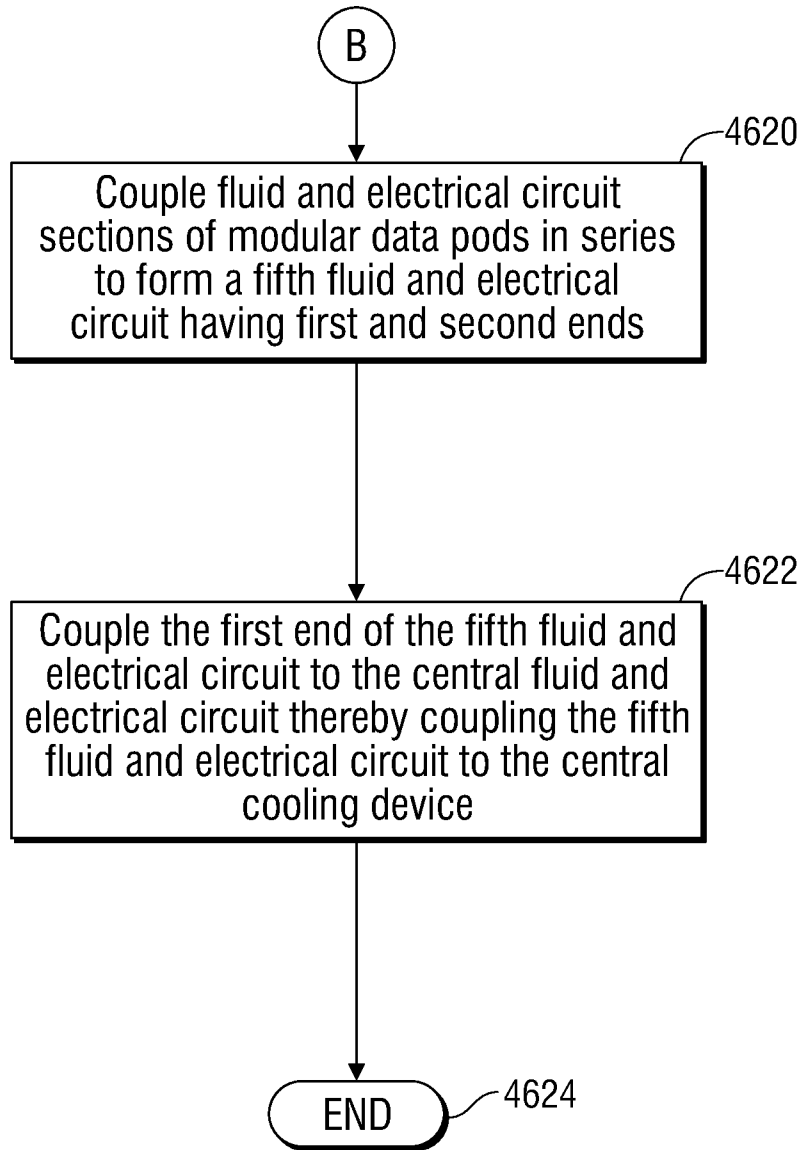 B
4620
Couple fluid and electrical circuit
sections of modular data pods in series
to form a fifth fluid and electrical
circuit having first and second ends
4622
Couple the first end of the fifth fluid and
electrical circuit to the central fluid and
electrical circuit thereby coupling the fifth
fluid and electrical circuit to the central
cooling device
END
4624